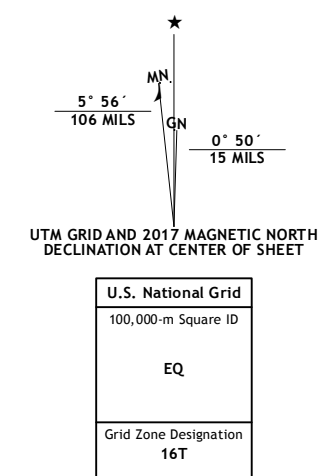 MN.
5° 56´
106 MILS
GN
0° 50´
15 MILS
UTM GRID AND 2017 MAGNETIC NORTH
DECLINATION AT CENTER OF SHEET
U.S. National Grid
100,000-m Square ID
EQ
Grid Zone Designation
16T